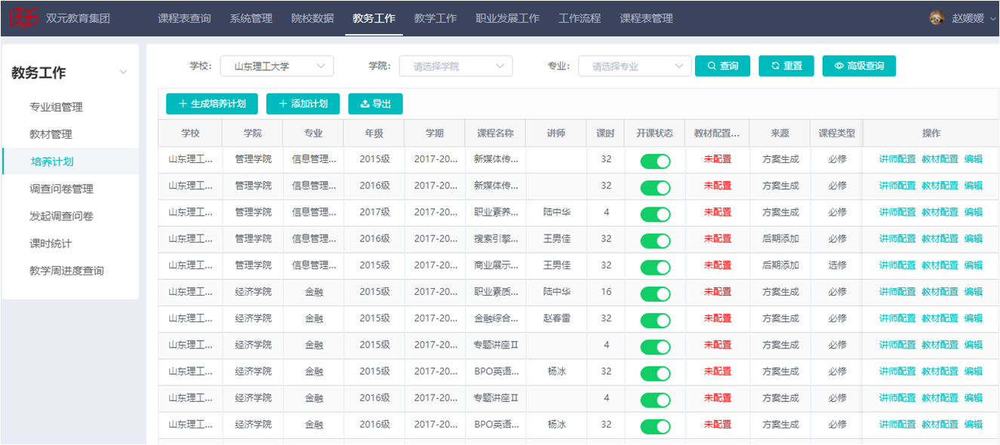 双元教育集团 课程表查询 系统管理 院校数据 教务工作 教学工作 职业发展工作 工作流程 课程表管理 赵媛媛
教务工作
专业组管理
教材管理
培养计划
调查问卷管理
发起调查问卷
课时统计
教学周进度查询
学校: 山东理工大学 学院: 请选择学院 专业: 请选择专业 查询 重置 高级查询
生成培养计划 添加计划 导出
学校 学院 专业 年级 学期 课程名称 讲师 课时 开课状态 教材配置... 来源 课程类型 操作
山东理工... 管理学院 信息管理... 2015级 2017-20... 新媒体传... 32 未配置 方案生成 必修 讲师配置 教材配置 编辑
山东理工... 管理学院 信息管理... 2016级 2017-20... 新媒体传... 32 未配置 方案生成 必修 讲师配置 教材配置 编辑
山东理工... 管理学院 信息管理... 2017级 2017-20... 职业素养... 陆中华 4 未配置 方案生成 必修 讲师配置 教材配置 编辑
山东理工... 管理学院 信息管理... 2016级 2017-20... 搜索引擎... 王男佳 32 未配置 后期添加 必修 讲师配置 教材配置 编辑
山东理工... 管理学院 信息管理... 2015级 2017-20... 商业展示... 王男佳 32 未配置 后期添加 选修 讲师配置 教材配置 编辑
山东理工... 经济学院 金融 2015级 2017-20... 职业素质... 陆中华 16 未配置 方案生成 必修 讲师配置 教材配置 编辑
山东理工... 经济学院 金融 2015级 2017-20... 金融综合... 赵春雷 32 未配置 方案生成 必修 讲师配置 教材配置 编辑
山东理工... 经济学院 金融 2015级 2017-20... 专题讲座Ⅱ 4 未配置 方案生成 必修 讲师配置 教材配置 编辑
山东理工... 经济学院 金融 2015级 2017-20... BPO英语... 杨冰 32 未配置 方案生成 必修 讲师配置 教材配置 编辑
山东理工... 经济学院 金融 2016级 2017-20... 专题讲座Ⅱ 4 未配置 方案生成 必修 讲师配置 教材配置 编辑
山东理工... 经济学院 金融 2016级 2017-20... BPO英语... 杨冰 32 未配置 方案生成 必修 讲师配置 教材配置 编辑